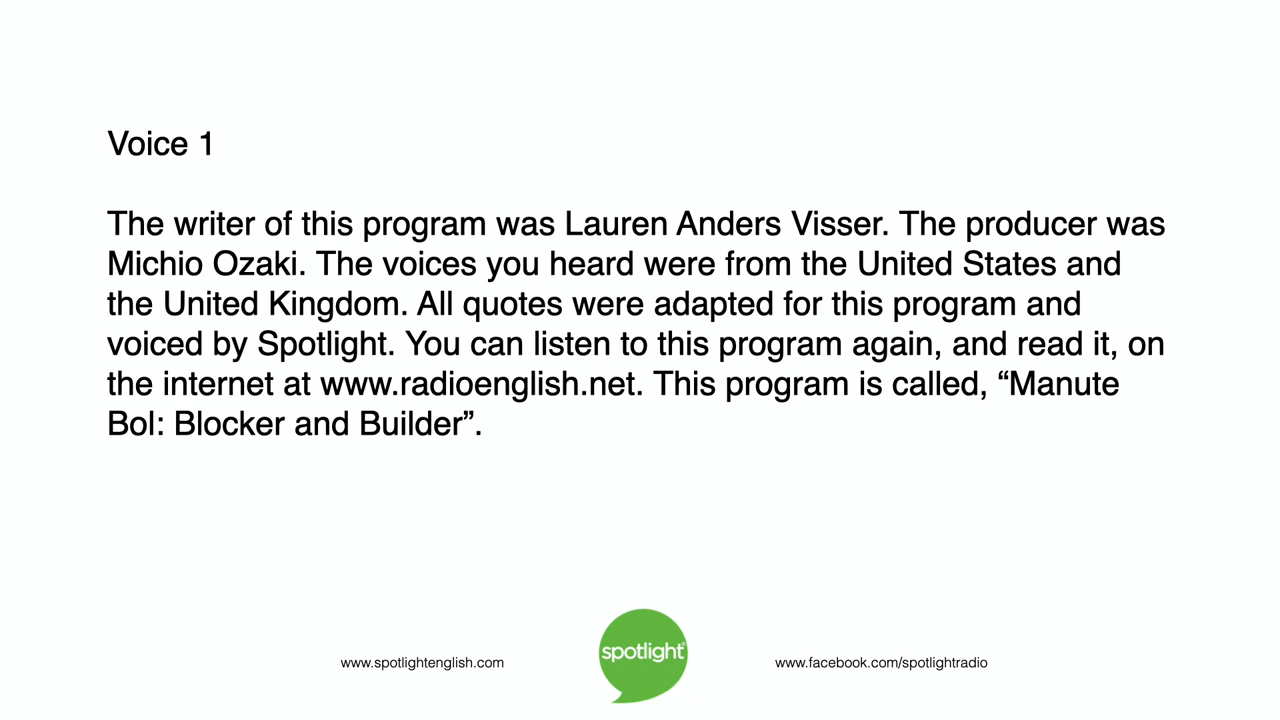 Voice 1
The writer of this program was Lauren Anders Visser. The producer was
Michio Ozaki. The voices you heard were from the United States and
the United Kingdom. All quotes were adapted for this program and
voiced by Spotlight. You can listen to this program again, and read it, on
the internet at www.radioenglish.net. This program is called, “Manute
Bol: Blocker and Builder”.
www.spotlightenglish.com
spotlight®
www.facebook.com/spotlightradio